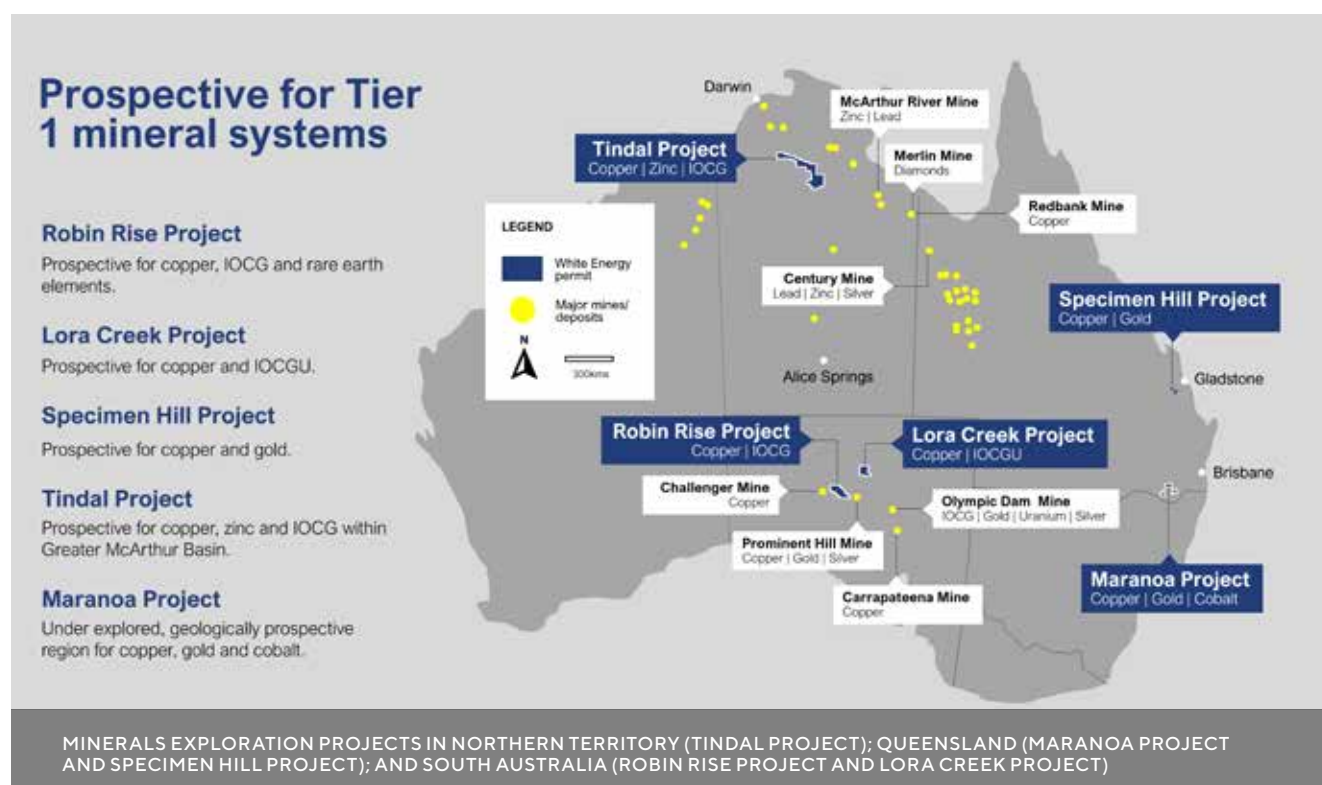 Prospective for Tier
1 mineral systems
Robin Rise Project
Prospective for copper, IOCG and rare earth
elements.
Lora Creek Project
Prospective for copper and IOCGU.
Specimen Hill Project
Prospective for copper and gold.
Tindal Project
Prospective for copper, zinc and IOCG within
Greater McArthur Basin.
Maranoa Project
Under explored, geologically prospective
region for copper, gold and cobalt.
Darwin
McArthur River Mine
Zinc | Lead
Tindal Project
Copper | Zinc | IOCG
Merlin Mine
Diamonds
Redbank Mine
Copper
LEGEND
White Energy
permit
Major mines/
deposits
N
300kms
Century Mine
Lead | Zinc | Silver
Specimen Hill Project
Copper | Gold
Alice Springs
Gladstone
Robin Rise Project
Copper | IOCG
Lora Creek Project
Copper | IOCGU
Brisbane
Challenger Mine
Copper
Olympic Dam Mine
IOCG | Gold | Uranium | Silver
Prominent Hill Mine
Copper | Gold | Silver
Maranoa Project
Copper | Gold | Cobalt
Carrapateena Mine
Copper
MINERALS EXPLORATION PROJECTS IN NORTHERN TERRITORY (TINDAL PROJECT); QUEENSLAND (MARANOA PROJECT
AND SPECIMEN HILL PROJECT); AND SOUTH AUSTRALIA (ROBIN RISE PROJECT AND LORA CREEK PROJECT)